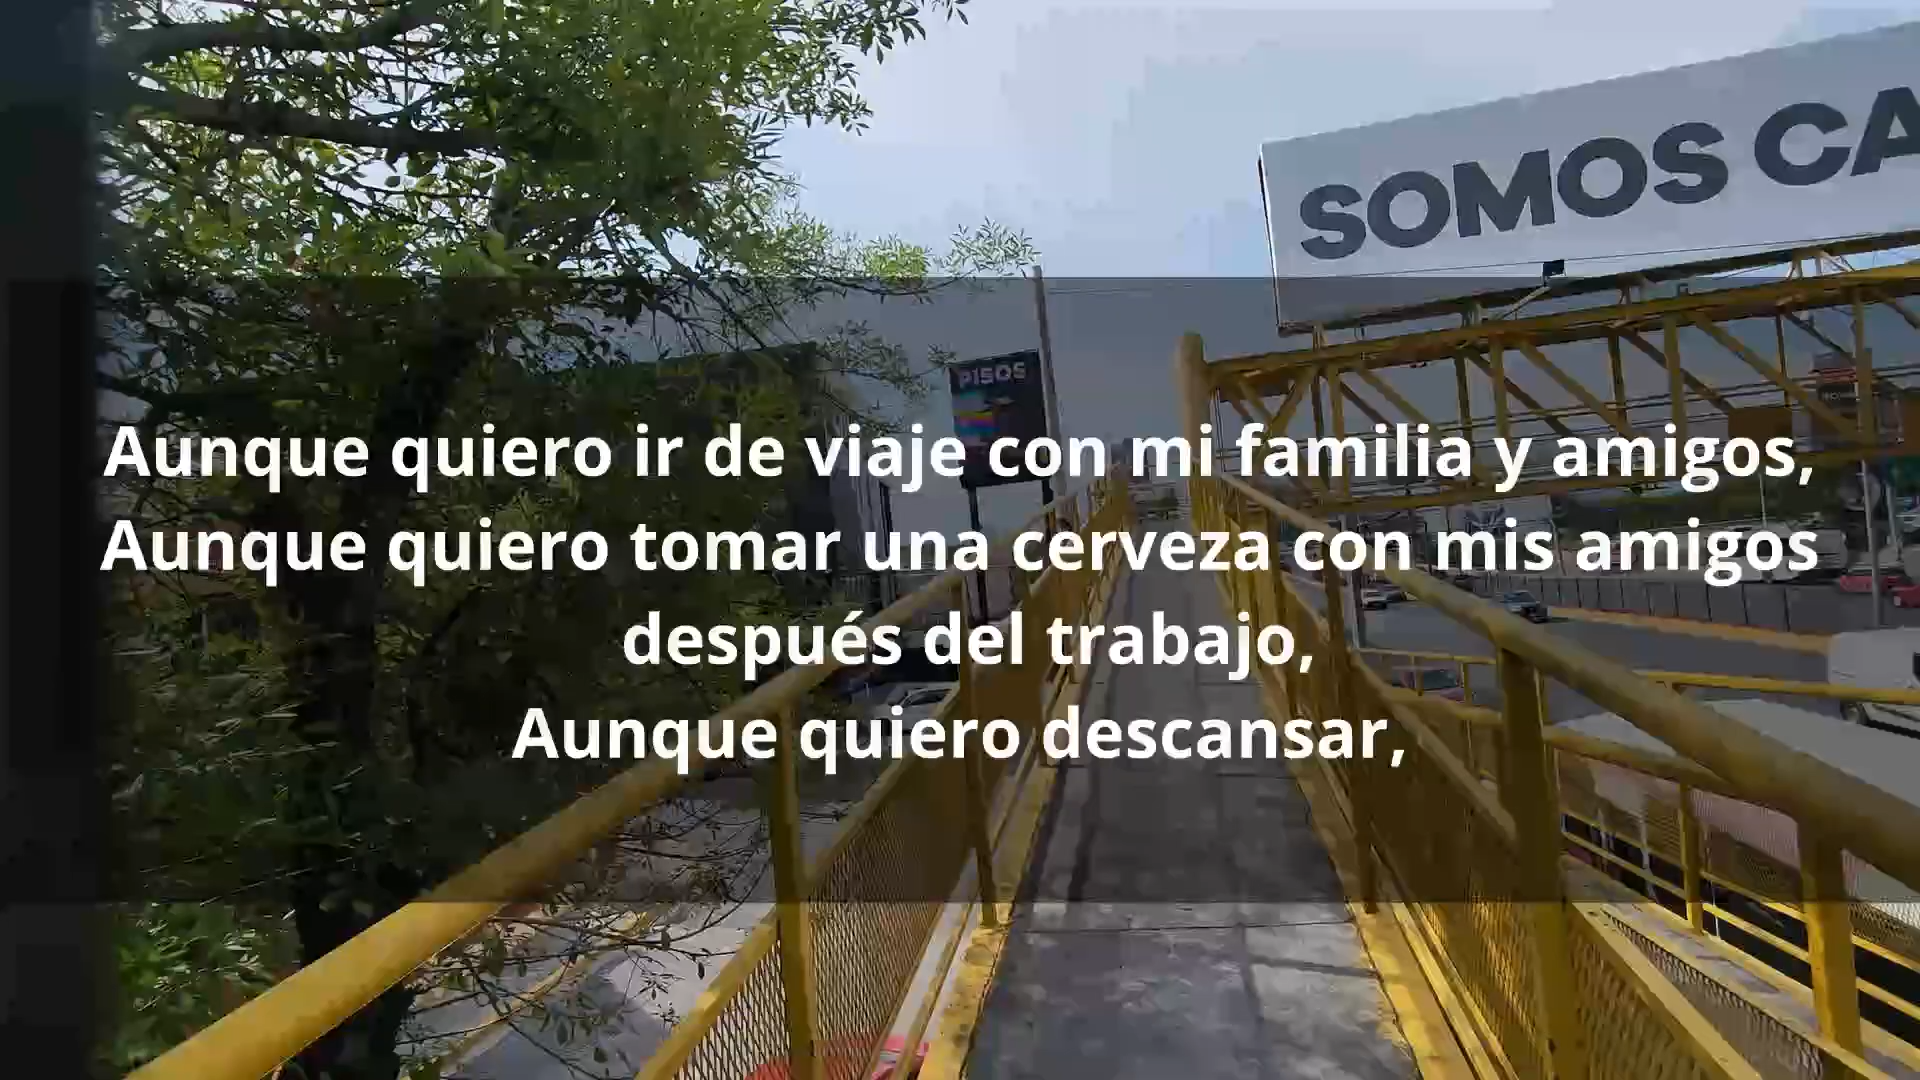 SOMOS CA
PISOS
Aunque quiero ir de viaje con mi familia y amigos,
Aunque quiero tomar una cerveza con mis amigos
después del trabajo,
Aunque quiero descansar,